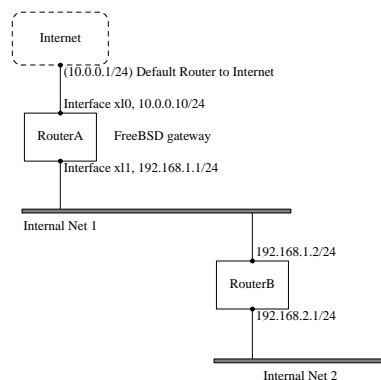 Internet
(10.0.0.1/24) Default Router to Internet
Interface xl0, 10.0.0.10/24
RouterA
FreeBSD gateway
Interface xl1, 192.168.1.1/24
Internal Net 1
192.168.1.2/24
RouterB
192.168.2.1/24
Internal Net 2